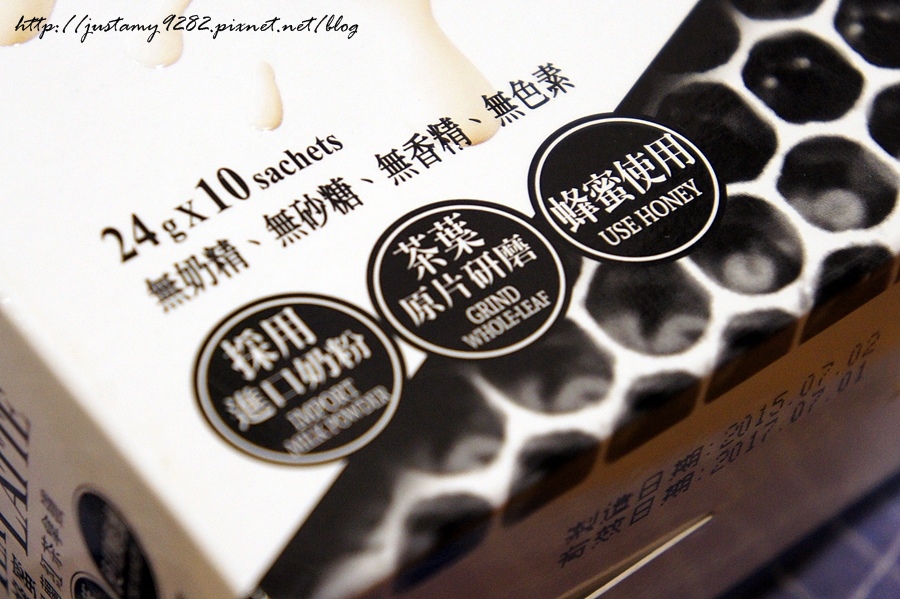 http://justamy9282.pixnet.net/blog
24gX10 sachets
無奶精、無砂糖、無香精、無色素
蜂蜜使用
USE HONEY
茶葉
原片研磨
GRIND
WHOLE-LEAF
採用
進口奶粉
IMPORT
MILK POWDER
製造日期:2015.07.02
有效日期:2017.07.01
LATTE